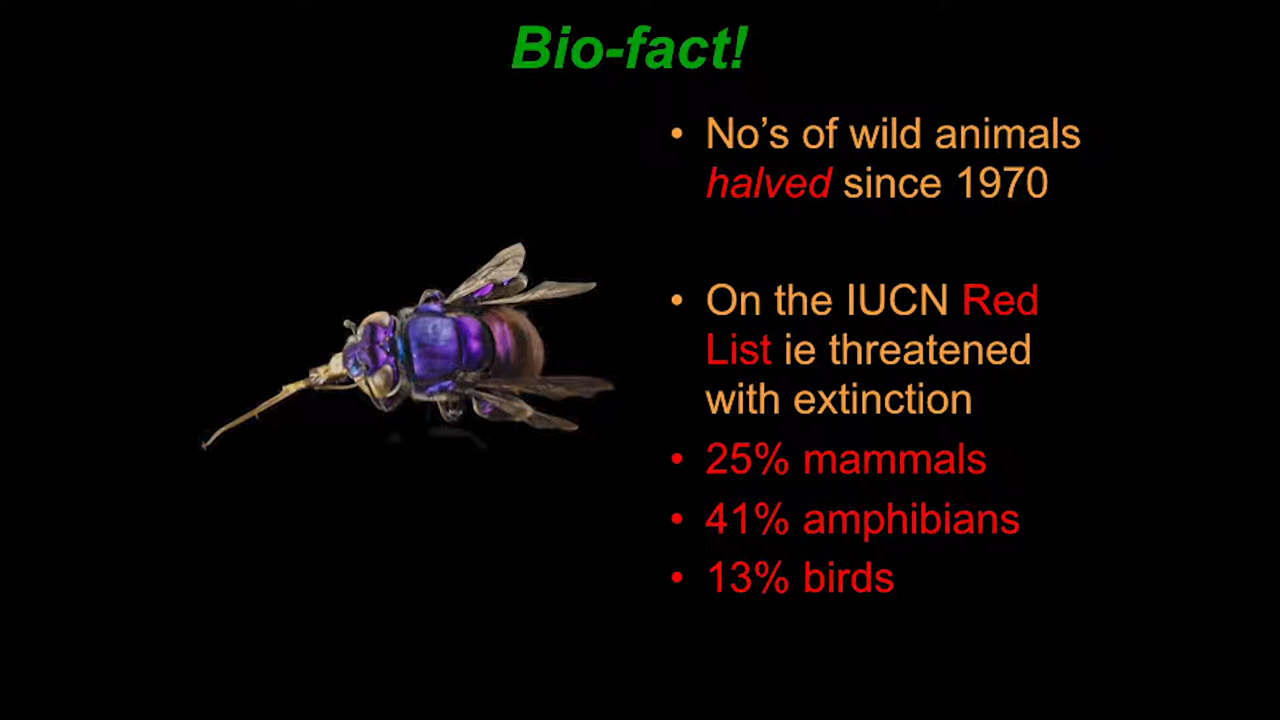 Bio-fact!
• No's of wild animals
halved since 1970
• On the IUCN Red
List ie threatened
with extinction
• 25% mammals
• 41% amphibians
• 13% birds